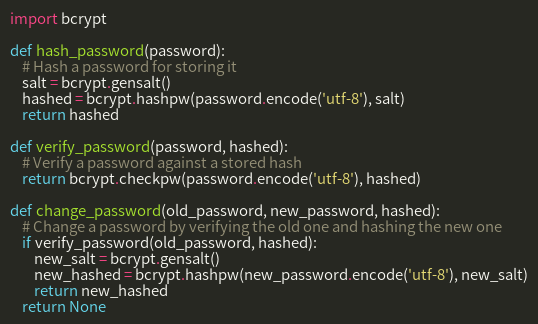 import bcrypt

def hash_password(password):
    # Hash a password for storing it
    salt = bcrypt.gensalt()
    hashed = bcrypt.hashpw(password.encode('utf-8'), salt)
    return hashed

def verify_password(password, hashed):
    # Verify a password against a stored hash
    return bcrypt.checkpw(password.encode('utf-8'), hashed)

def change_password(old_password, new_password, hashed):
    # Change a password by verifying the old one and hashing the new one
    if verify_password(old_password, hashed):
        new_salt = bcrypt.gensalt()
        new_hashed = bcrypt.hashpw(new_password.encode('utf-8'), new_salt)
        return new_hashed
    return None